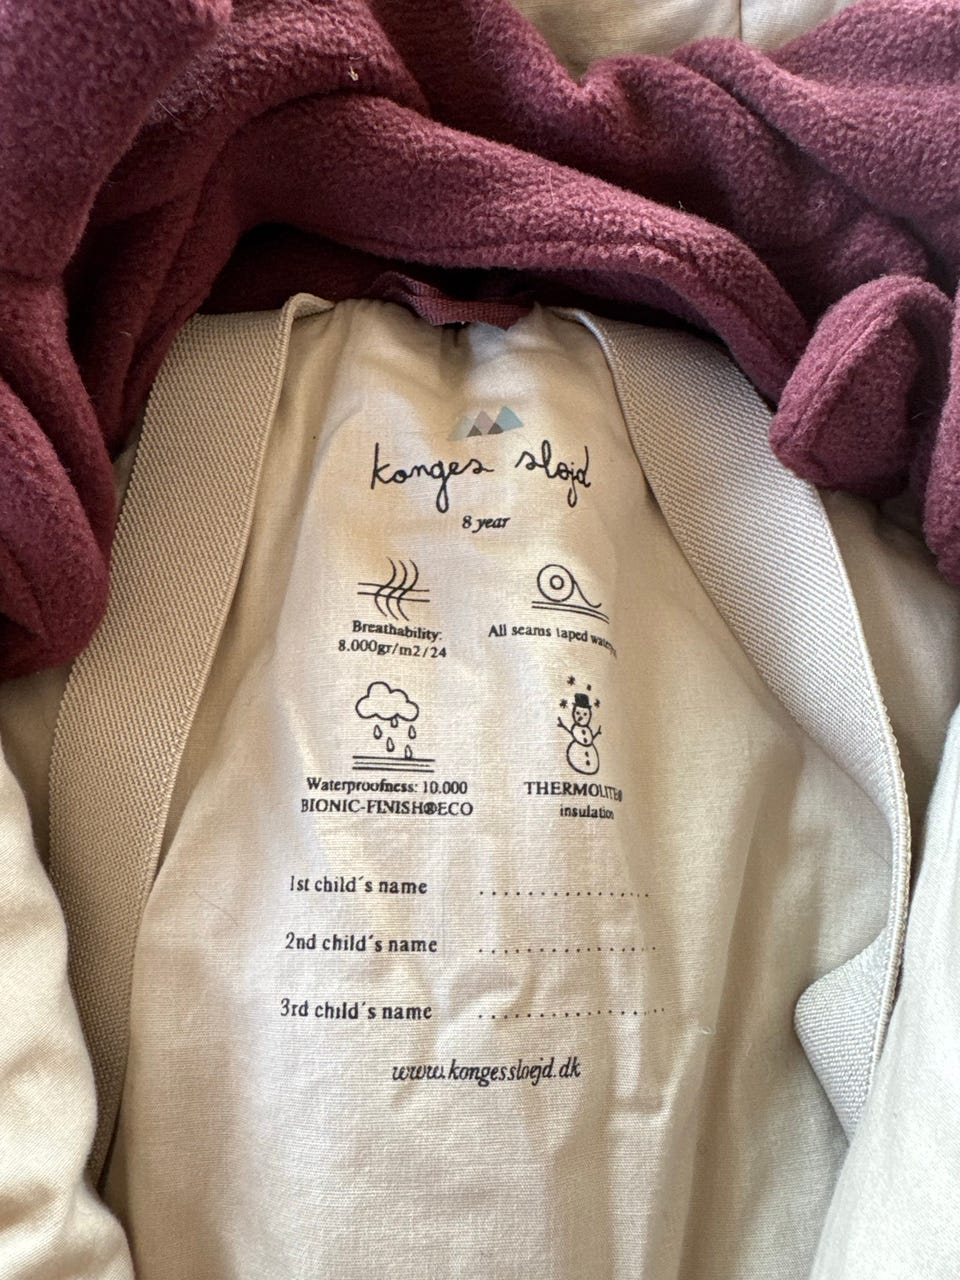 konges sløjd
8 year
Breathability:
8.000gr/m2/24
All seams taped
Waterproofness: 10.000
BIONIC-FINISH®ECO
THERMOLITE®
insulation
1st child´s name ....................
2nd child´s name ....................
3rd child´s name ....................
www.kongessloejd.dk